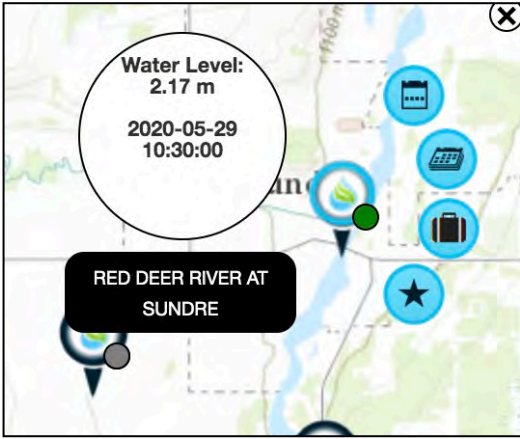 Water Level:
2.17 m
2020-05-29
10:30:00
RED DEER RIVER AT
SUNDRE